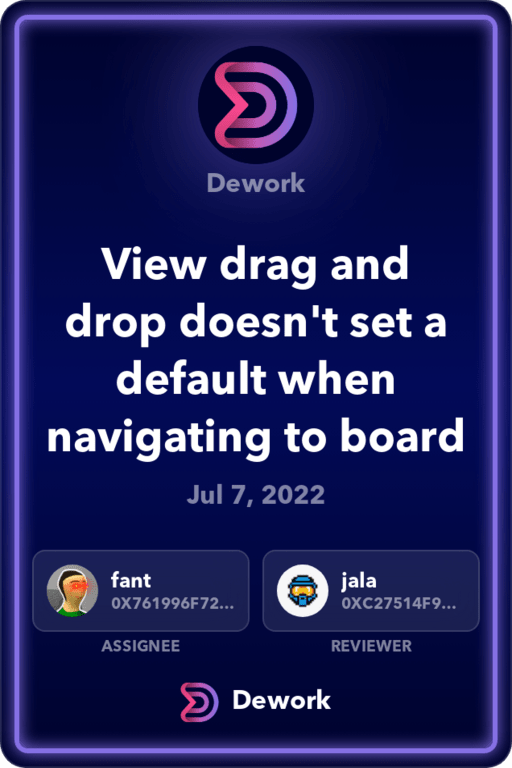 Dework
View drag and
drop doesn't set a
default when
navigating to board
Jul 7, 2022
fant
0X761996F72...
ASSIGNEE
jala
0XC27514F9...
REVIEWER
Dework